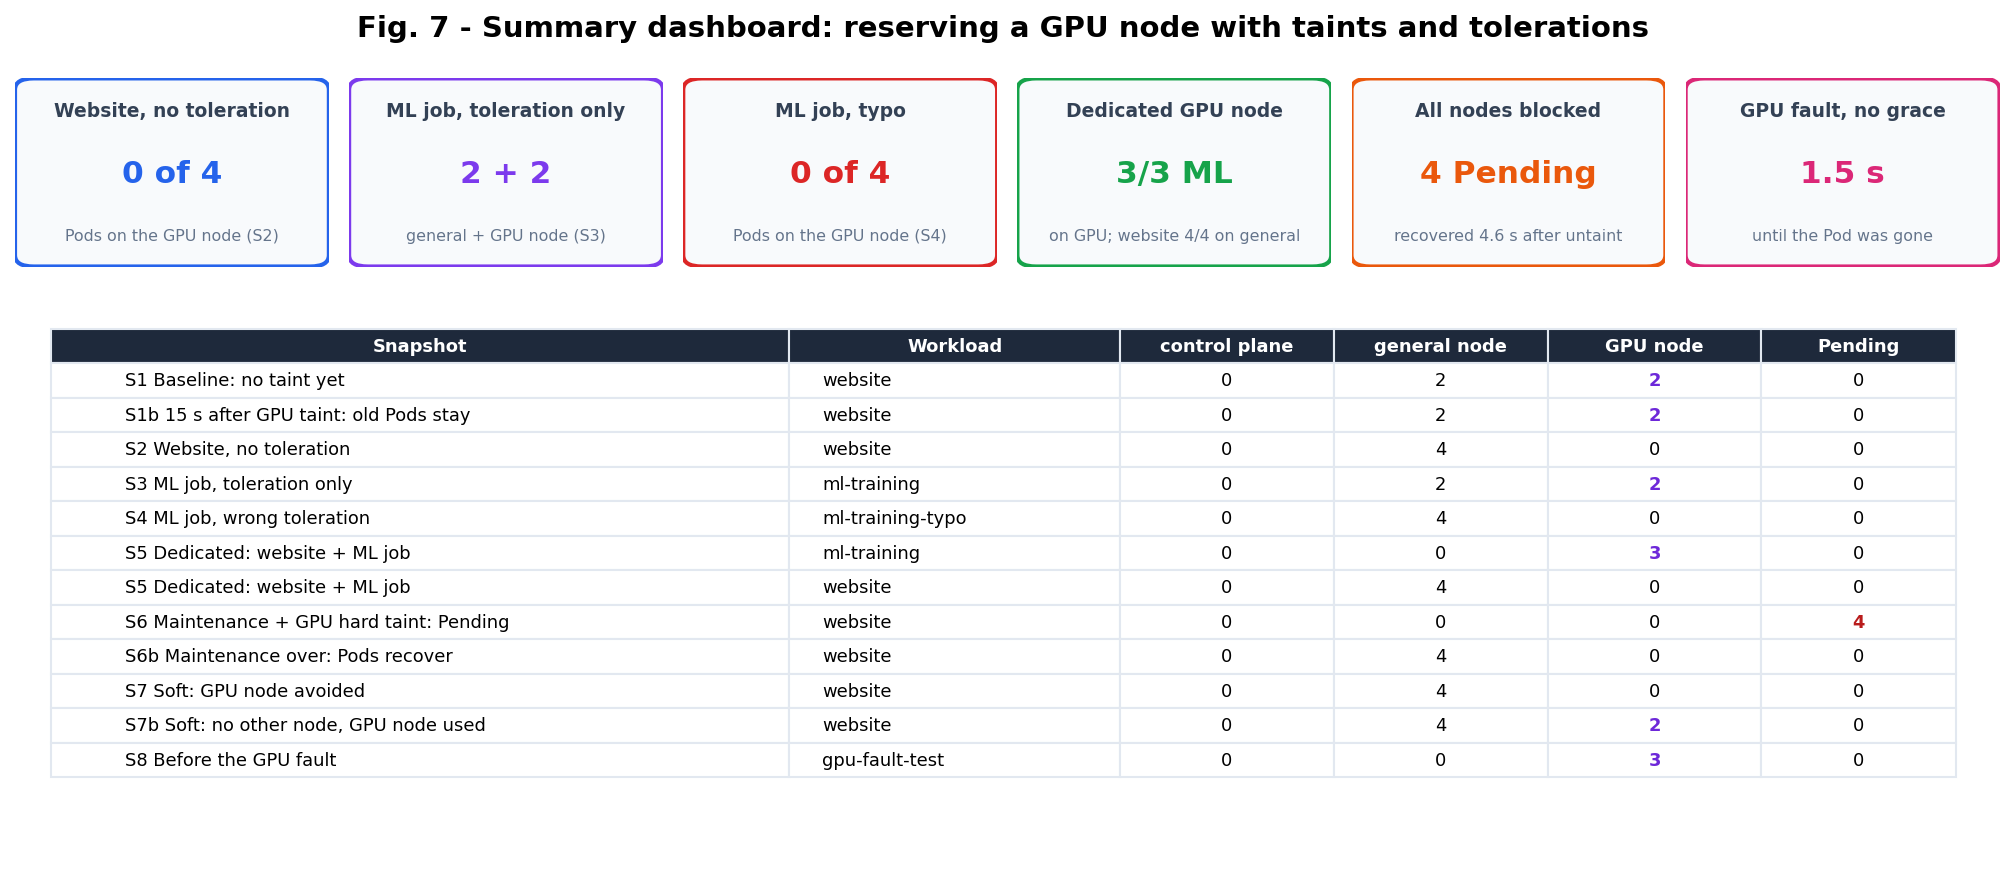 Fig. 7 - Summary dashboard: reserving a GPU node with taints and tolerations
Website, no toleration
0 of 4
Pods on the GPU node (S2)
ML job, toleration only
2 + 2
general + GPU node (S3)
ML job, typo
0 of 4
Pods on the GPU node (S4)
Dedicated GPU node
3/3 ML
on GPU; website 4/4 on general
All nodes blocked
4 Pending
recovered 4.6 s after untaint
GPU fault, no grace
1.5 s
until the Pod was gone
Snapshot Workload control plane general node GPU node Pending
S1 Baseline: no taint yet website 0 2 2 0
S1b 15 s after GPU taint: old Pods stay website 0 2 2 0
S2 Website, no toleration website 0 4 0 0
S3 ML job, toleration only ml-training 0 2 2 0
S4 ML job, wrong toleration ml-training-typo 0 4 0 0
S5 Dedicated: website + ML job ml-training 0 0 3 0
S5 Dedicated: website + ML job website 0 4 0 0
S6 Maintenance + GPU hard taint: Pending website 0 0 0 4
S6b Maintenance over: Pods recover website 0 4 0 0
S7 Soft: GPU node avoided website 0 4 0 0
S7b Soft: no other node, GPU node used website 0 4 2 0
S8 Before the GPU fault gpu-fault-test 0 0 3 0